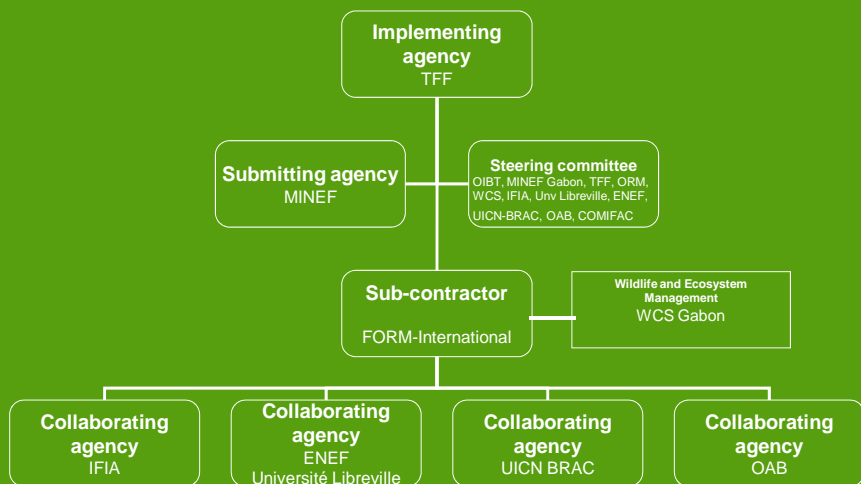 Implementing
agency
TFF
Submitting agency
MINEF
Steering committee
OIBT, MINEF Gabon, TFF, ORM,
WCS, IFIA, Unv Libreville, ENEF,
UICN-BRAC, OAB, COMIFAC
Sub-contractor
FORM-International
Wildlife and Ecosystem
Management
WCS Gabon
Collaborating
agency
IFIA
Collaborating
agency
ENEF
Université Libreville
Collaborating
agency
UICN BRAC
Collaborating
agency
OAB